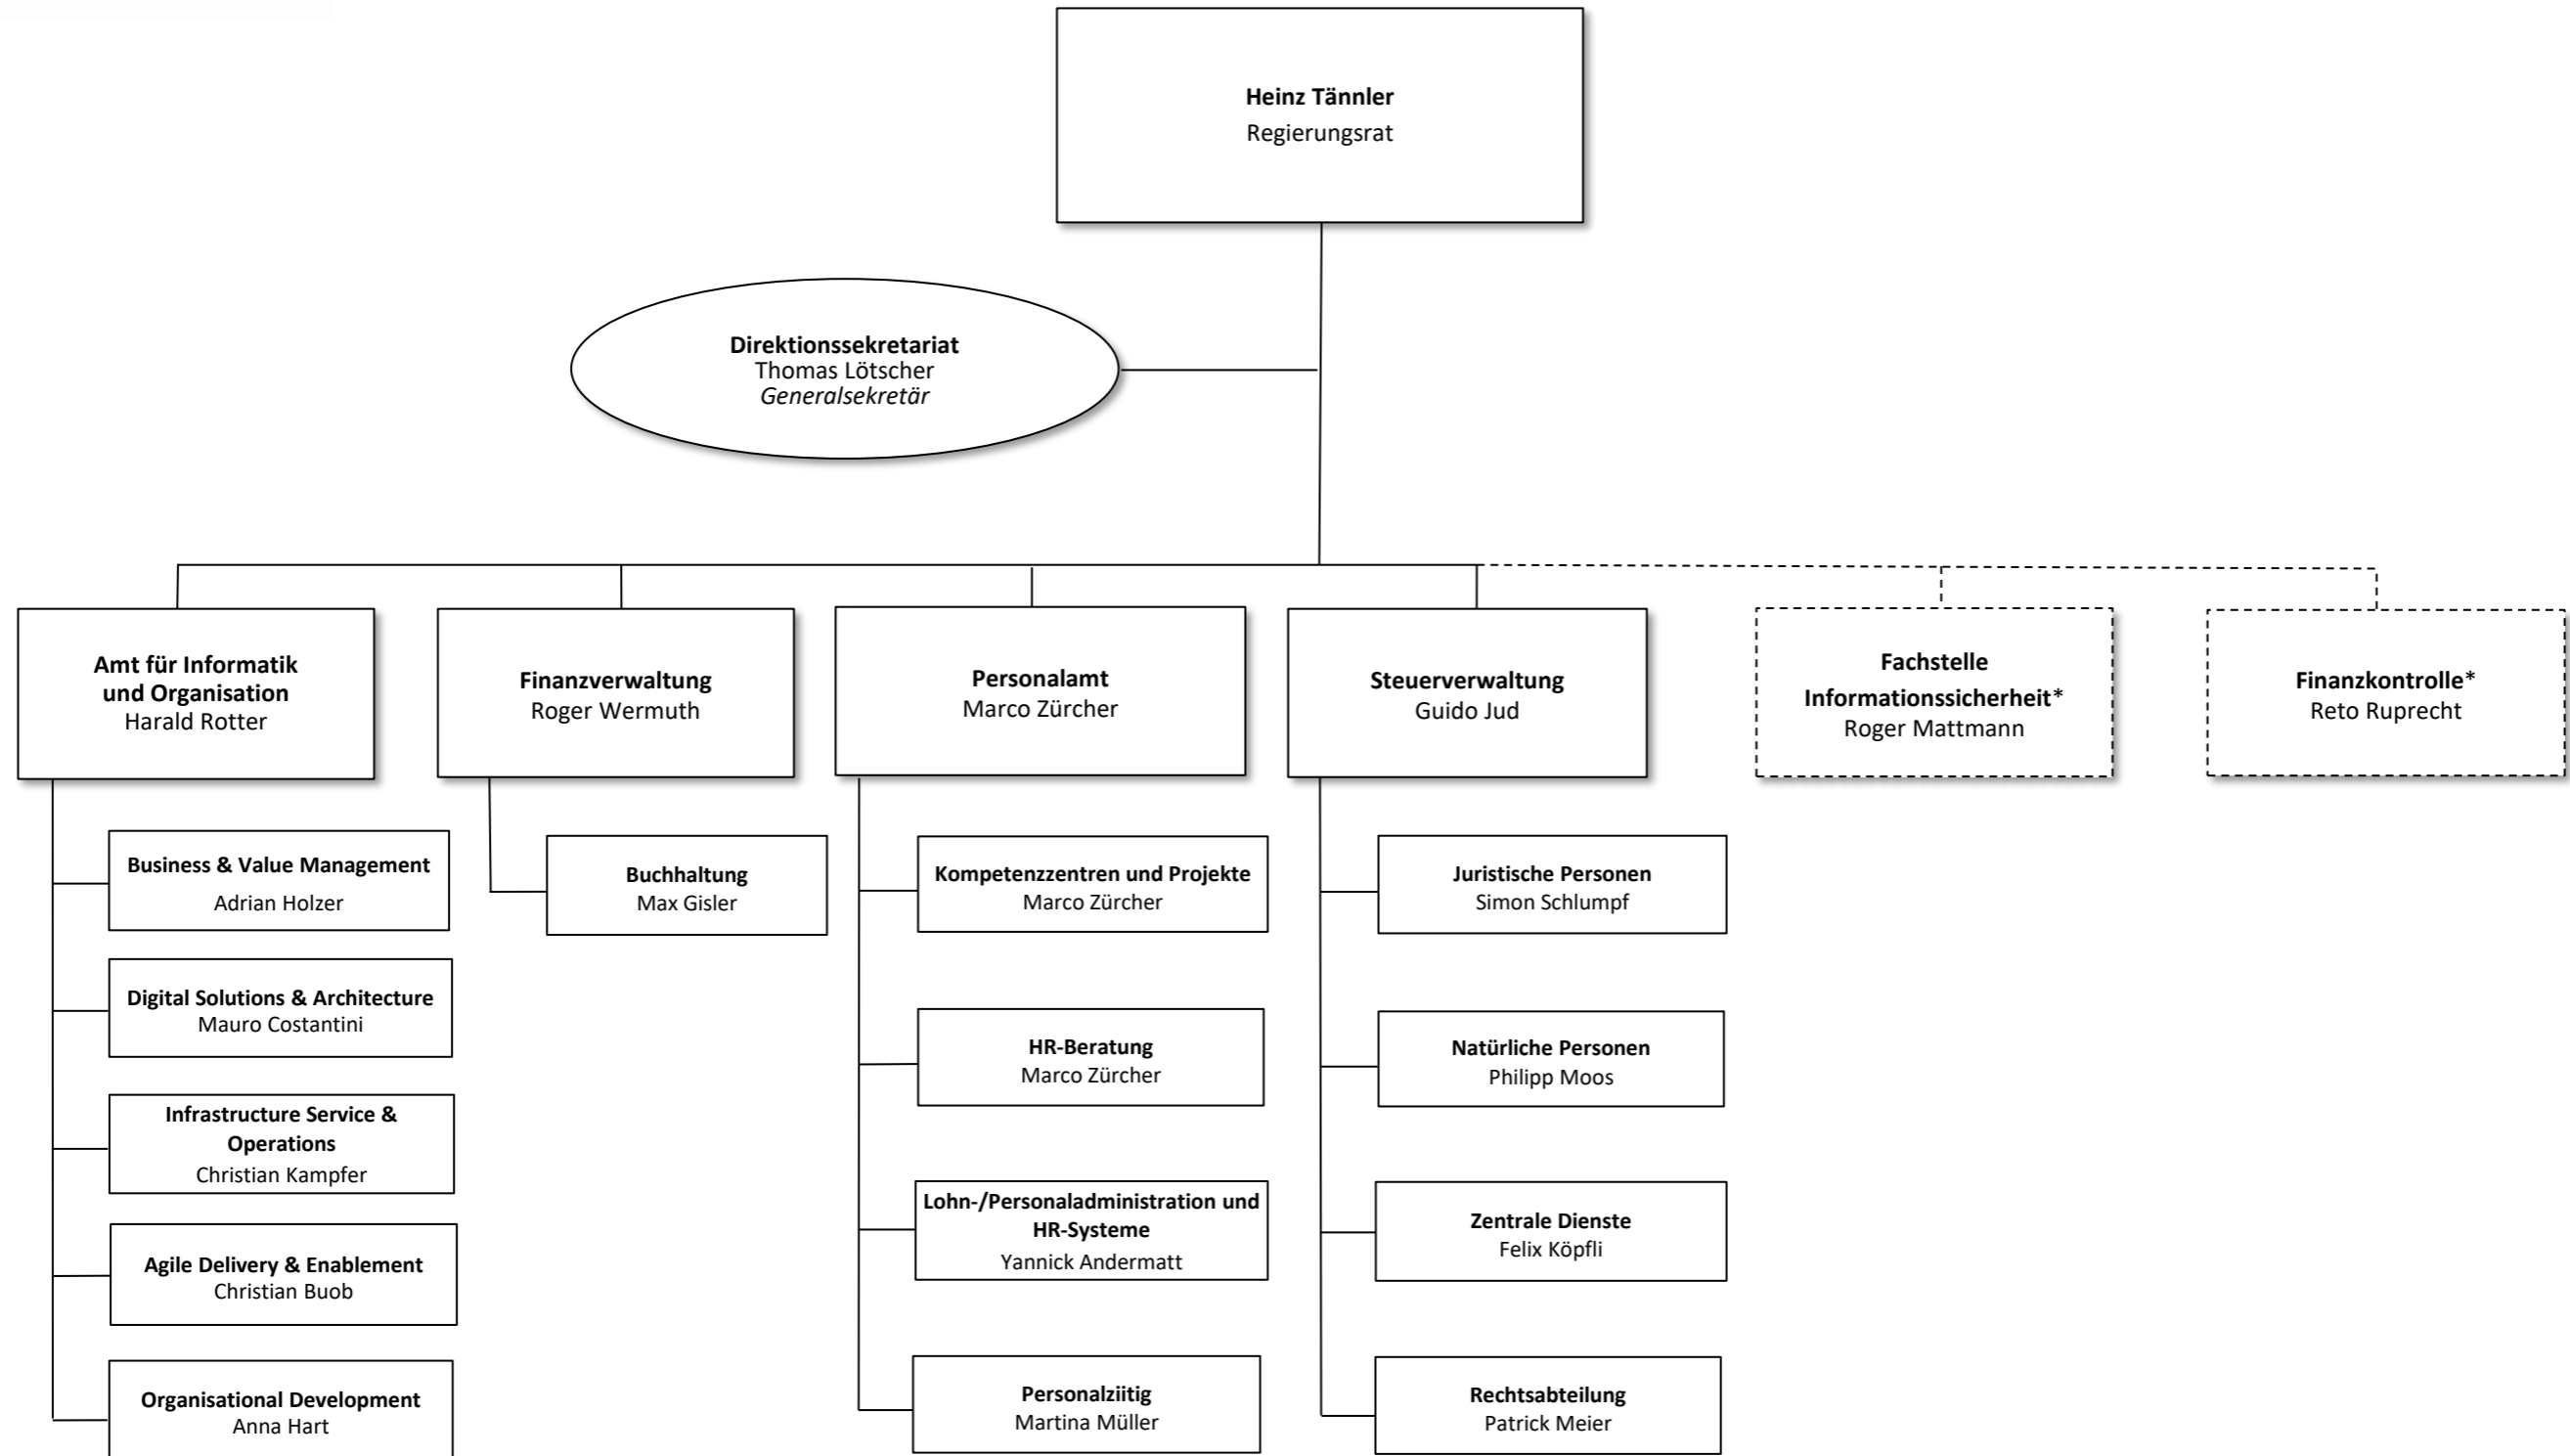 Heinz Tännler
Regierungsrat
Direktionssekretariat
Thomas Lötscher
Generalsekretär
Amt für Informatik
und Organisation
Harald Rotter
Finanzverwaltung
Roger Wermuth
Personalamt
Marco Zürcher
Steuerverwaltung
Guido Jud
Fachstelle
Informationssicherheit*
Roger Mattmann
Finanzkontrolle*
Reto Ruprecht
Business & Value Management
Adrian Holzer
Digital Solutions & Architecture
Mauro Costantini
Infrastructure Service &
Operations
Christian Kampfer
Agile Delivery & Enablement
Christian Buob
Organisational Development
Anna Hart
Buchhaltung
Max Gisler
Kompetenzzentren und Projekte
Marco Zürcher
HR-Beratung
Marco Zürcher
Lohn-/Personaladministration und
HR-Systeme
Yannick Andermatt
Personalziitig
Martina Müller
Juristische Personen
Simon Schlumpf
Natürliche Personen
Philipp Moos
Zentrale Dienste
Felix Köpfli
Rechtsabteilung
Patrick Meier